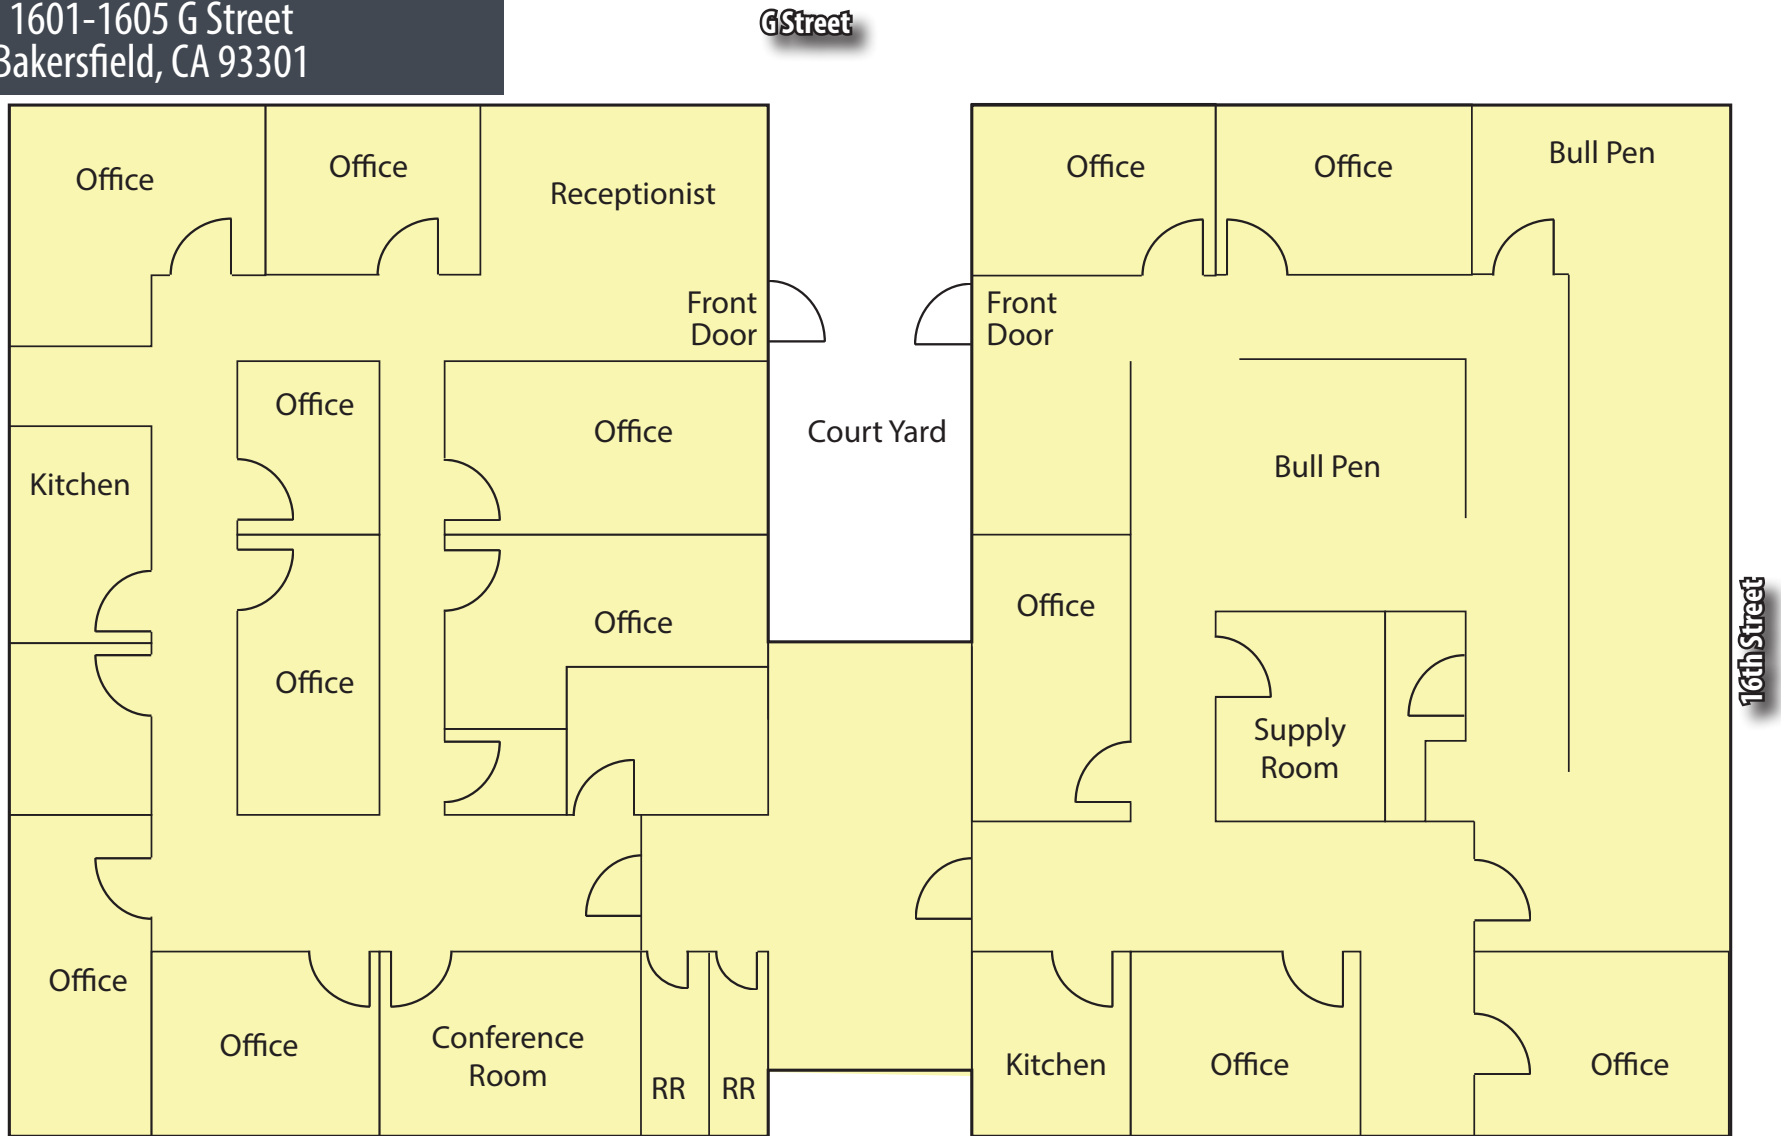 1601-1605 G Street
Bakersfield, CA 93301
G Street
Office
Office
Receptionist
Office
Office
Bull Pen
Front
Door
Front
Door
Office
Office
Court Yard
Bull Pen
Kitchen
Office
Office
Office
16th Street
Supply
Room
Office
Office
Conference
Room
RR
RR
Kitchen
Office
Office